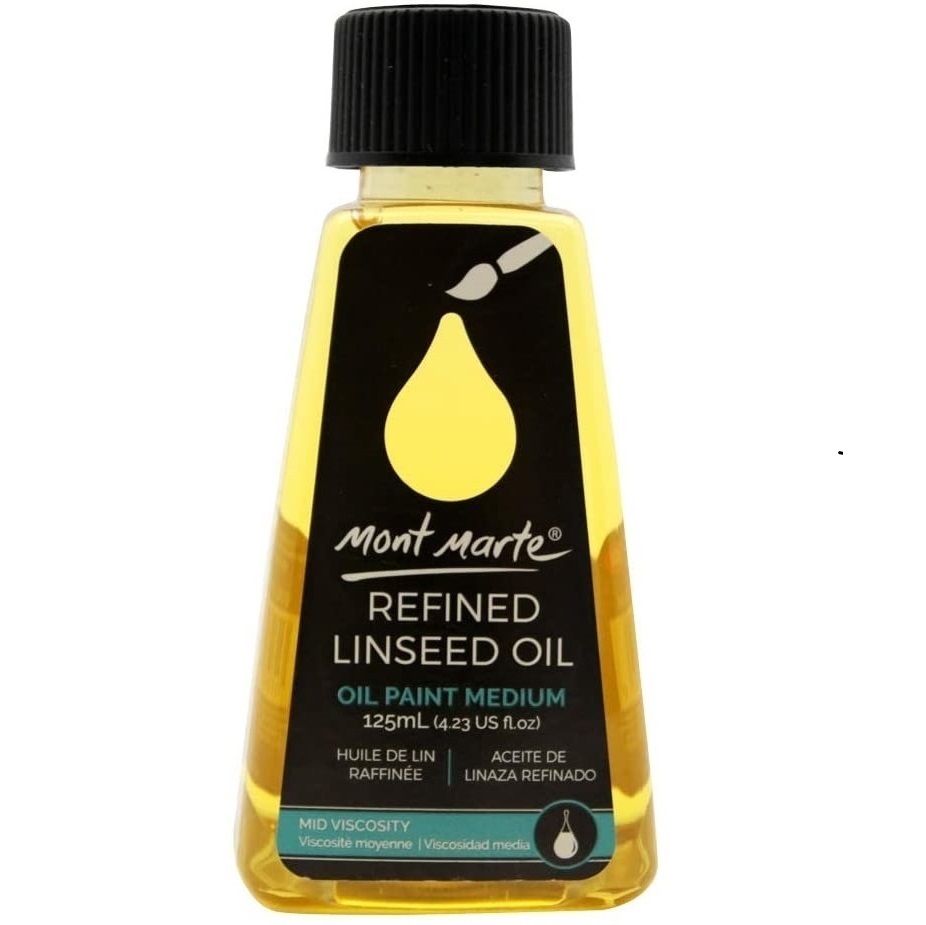 Mont Marte®
REFINED
LINSEED OIL
OIL PAINT MEDIUM
125mL (4.23 US fl.oz)
HUILE DE LIN
RAFFINÉE
ACEITE DE
LINAZA REFINADO
MID VISCOSITY
Viscosité moyenne | Viscosidad media